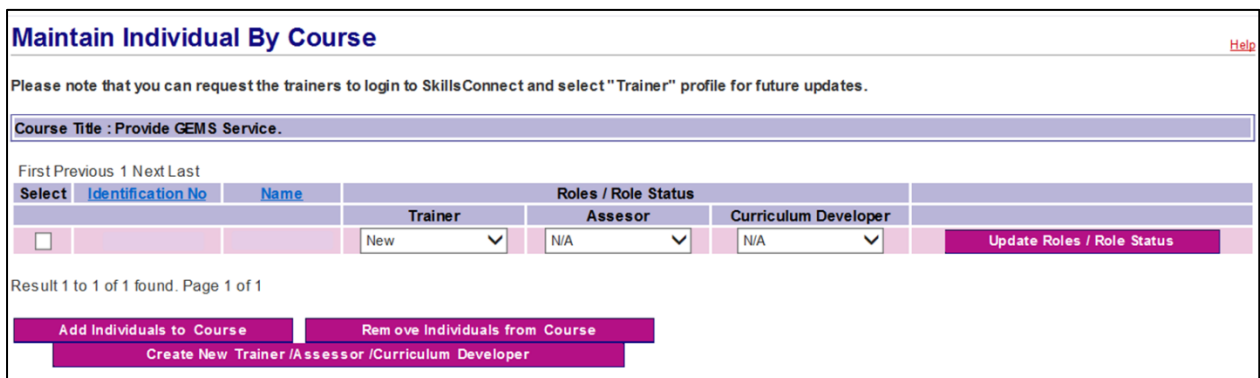 Maintain Individual By Course
Help
Please note that you can request the trainers to login to SkillsConnect and select "Trainer" profile for future updates.
Course Title : Provide GEMS Service.
First Previous 1 Next Last
Select Identification No Name Roles / Role Status
Trainer Assesor Curriculum Developer
New N/A N/A Update Roles / Role Status
Result 1 to 1 of 1 found. Page 1 of 1
Add Individuals to Course Remove Individuals from Course
Create New Trainer /Assessor /Curriculum Developer